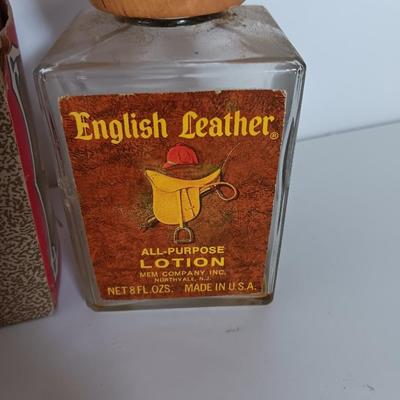 English Leather®
ALL-PURPOSE
LOTION
MEM COMPANY INC.
NORTHVALE, N.J.
NET 8 FL. OZS. MADE IN U.S.A.